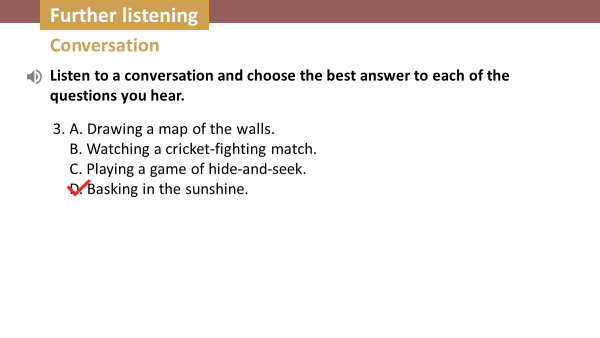 Further listening
Conversation
Listen to a conversation and choose the best answer to each of the
questions you hear.
3. A. Drawing a map of the walls.
B. Watching a cricket-fighting match.
C. Playing a game of hide-and-seek.
D. Basking in the sunshine.